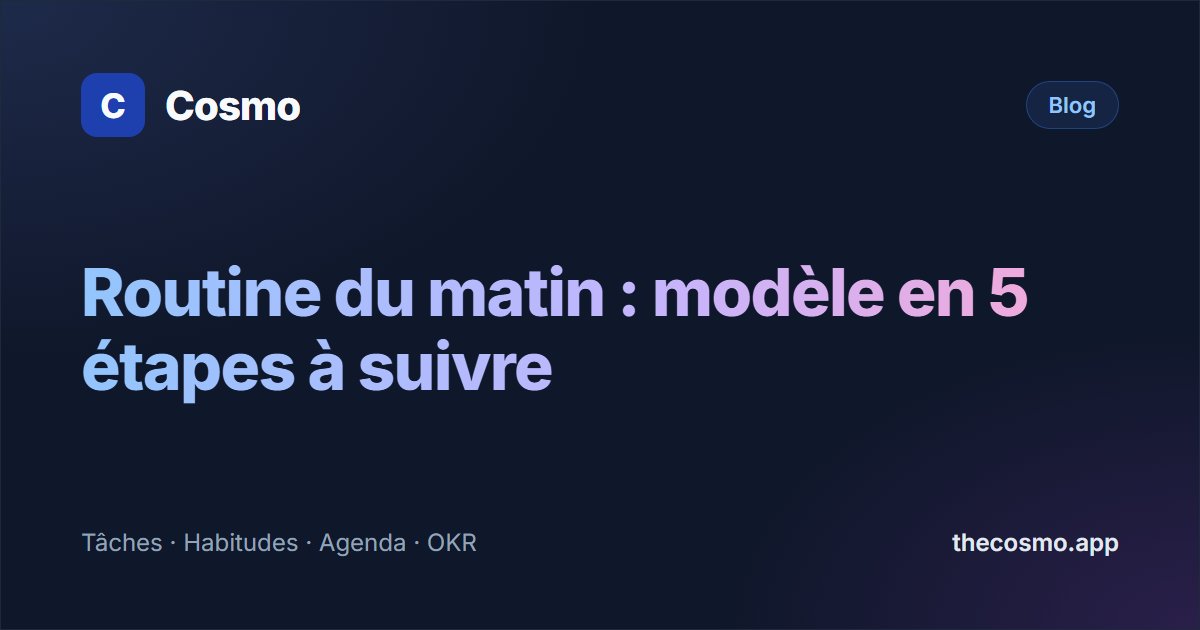 C
Cosmo
Blog
Routine du matin : modèle en 5
étapes à suivre
Tâches · Habitudes · Agenda · OKR
thecosmo.app